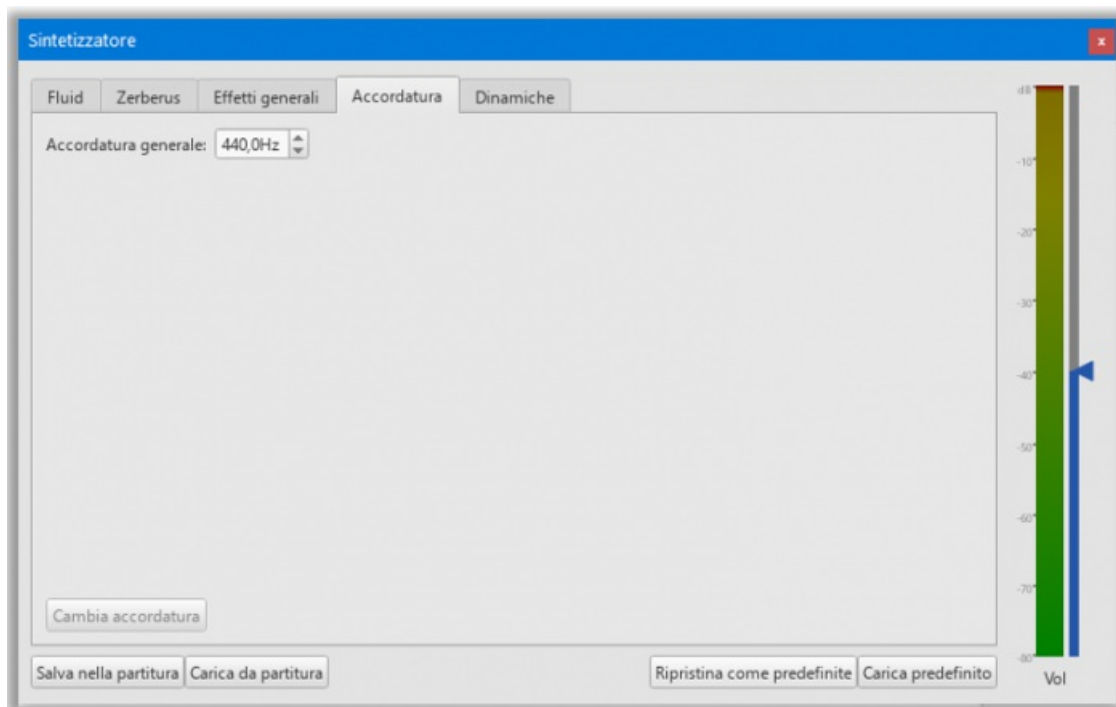 Sintetizzatore
x
Fluid Zerberus Effetti generali Accordatura Dinamiche
Accordatura generale: 440,0Hz
Cambia accordatura
Salva nella partitura Carica da partitura Ripristina come predefinite Carica predefinito
dB
-10
-20
-30
-40
-50
-60
-70
-80
Vol